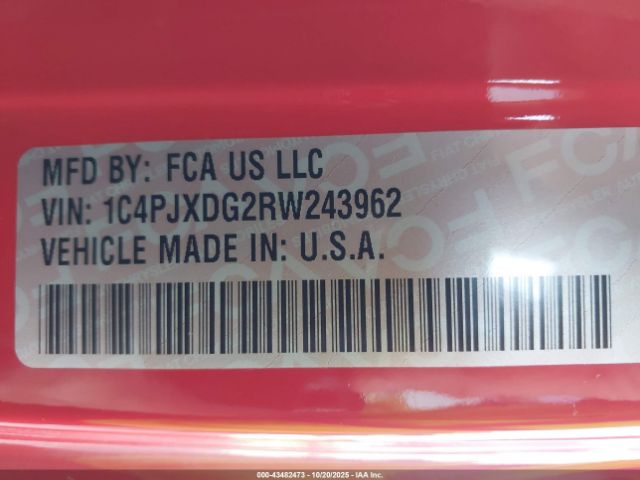 MFD BY: FCA US LLC
VIN: 1C4PJXDG2RW243962
VEHICLE MADE IN: U.S.A.
000-43482473 | 10/20/2025 | IAA Inc.